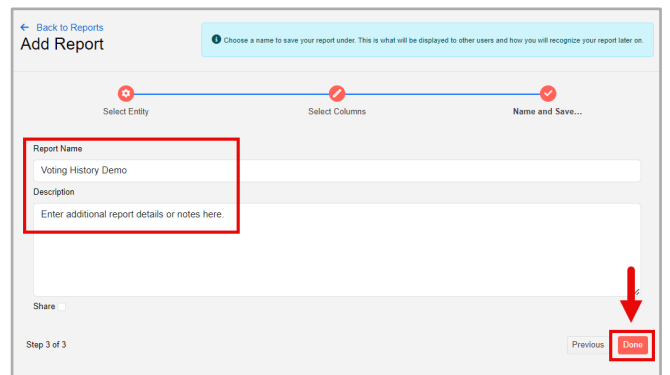 ← Back to Reports
Add Report
Choose a name to save your report under. This is what will be displayed to other users and how you will recognize your report later on.
Select Entity
Select Columns
Name and Save...
Report Name
Voting History Demo
Description
Enter additional report details or notes here.
Share
Step 3 of 3
Previous
Done